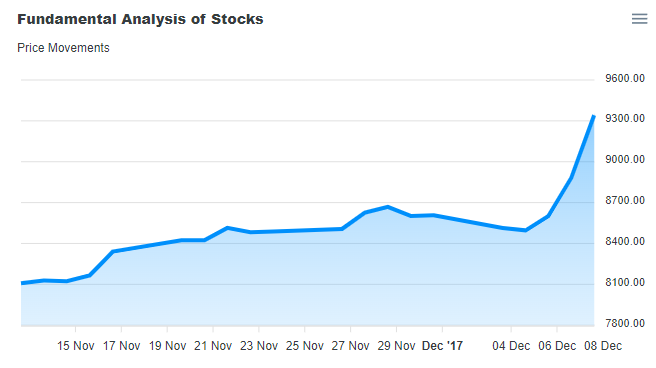 Fundamental Analysis of Stocks
Price Movements
9600.00
9300.00
9000.00
8700.00
8400.00
8100.00
7800.00
15 Nov 17 Nov 19 Nov 21 Nov 23 Nov 25 Nov 27 Nov 29 Nov Dec '17 04 Dec 06 Dec 08 Dec